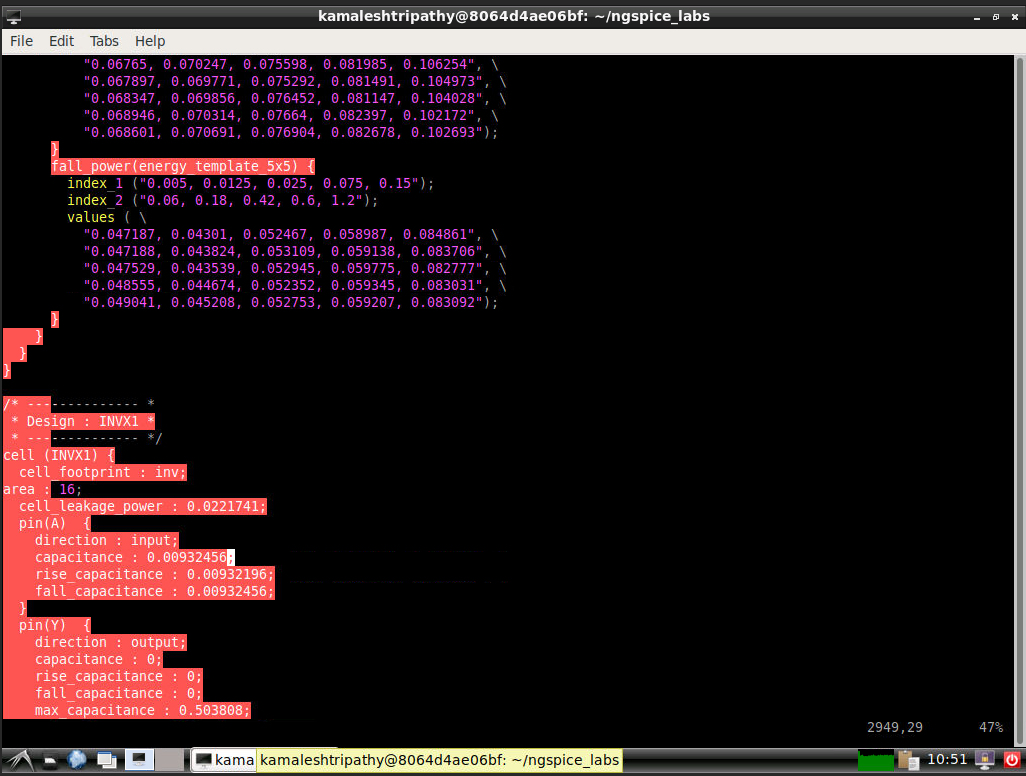 kamaleshtripathy@8064d4ae06bf: ~/ngspice_labs
File Edit Tabs Help
"0.06765, 0.070247, 0.075598, 0.081985, 0.106254", \
"0.067897, 0.069771, 0.075292, 0.081491, 0.104973", \
"0.068347, 0.069856, 0.076452, 0.081147, 0.104028", \
"0.068946, 0.070314, 0.07664, 0.082397, 0.102172", \
"0.068601, 0.070691, 0.076904, 0.082678, 0.102693");
}
fall_power(energy_template_5x5) {
index_1 ("0.005, 0.0125, 0.025, 0.075, 0.15");
index_2 ("0.06, 0.18, 0.42, 0.6, 1.2");
values ( \
"0.047187, 0.04301, 0.052467, 0.058987, 0.084861", \
"0.047188, 0.043824, 0.053109, 0.059138, 0.083706", \
"0.047529, 0.043539, 0.052945, 0.059775, 0.082777", \
"0.048555, 0.044674, 0.052352, 0.059345, 0.083031", \
"0.049041, 0.045208, 0.052753, 0.059207, 0.083092");
}
}
}
}
/* -------------- *
* Design : INVX1 *
* -------------- */
cell (INVX1) {
cell_footprint : inv;
area : 16;
cell_leakage_power : 0.0221741;
pin(A) {
direction : input;
capacitance : 0.00932456;
rise_capacitance : 0.00932196;
fall_capacitance : 0.00932456;
}
pin(Y) {
direction : output;
capacitance : 0;
rise_capacitance : 0;
fall_capacitance : 0;
max_capacitance : 0.503808;
2949,29 47%
kama kamaleshtripathy@8064d4ae06bf: ~/ngspice_labs 10:51